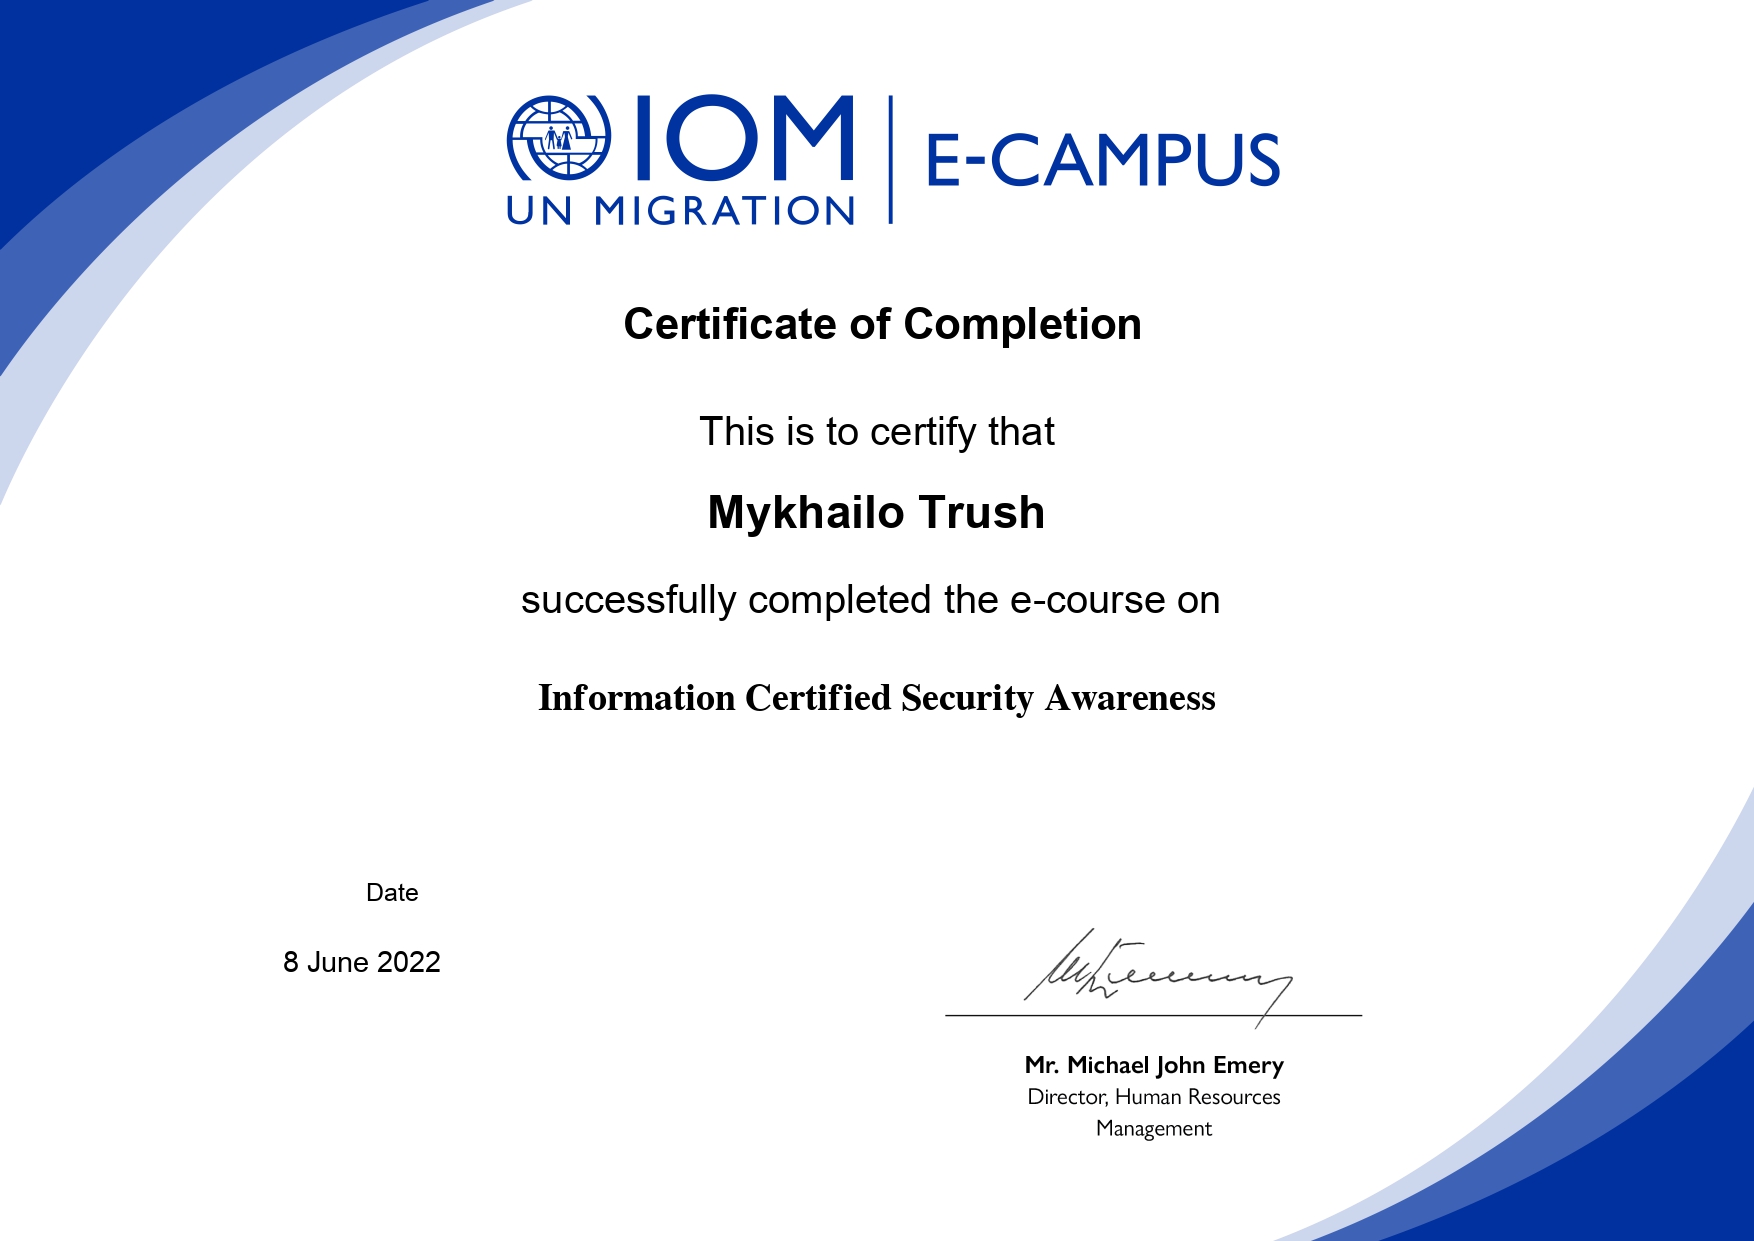 IOM
UN MIGRATION
E-CAMPUS
Certificate of Completion
This is to certify that
Mykhailo Trush
successfully completed the e-course on
Information Certified Security Awareness
Date
8 June 2022
Mr. Michael John Emery
Director, Human Resources
Management